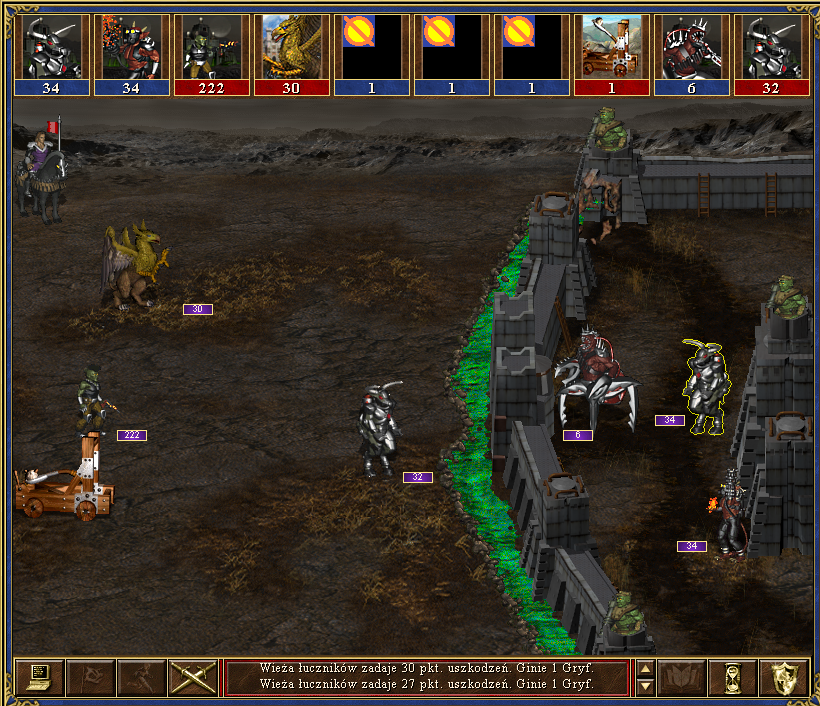 34 34 222 30 1 1 1 1 6 32
30
222
32
6
34
34
Wieża łuczników zadaje 30 pkt. uszkodzeń. Ginie 1 Gryf.
Wieża łuczników zadaje 27 pkt. uszkodzeń. Ginie 1 Gryf.